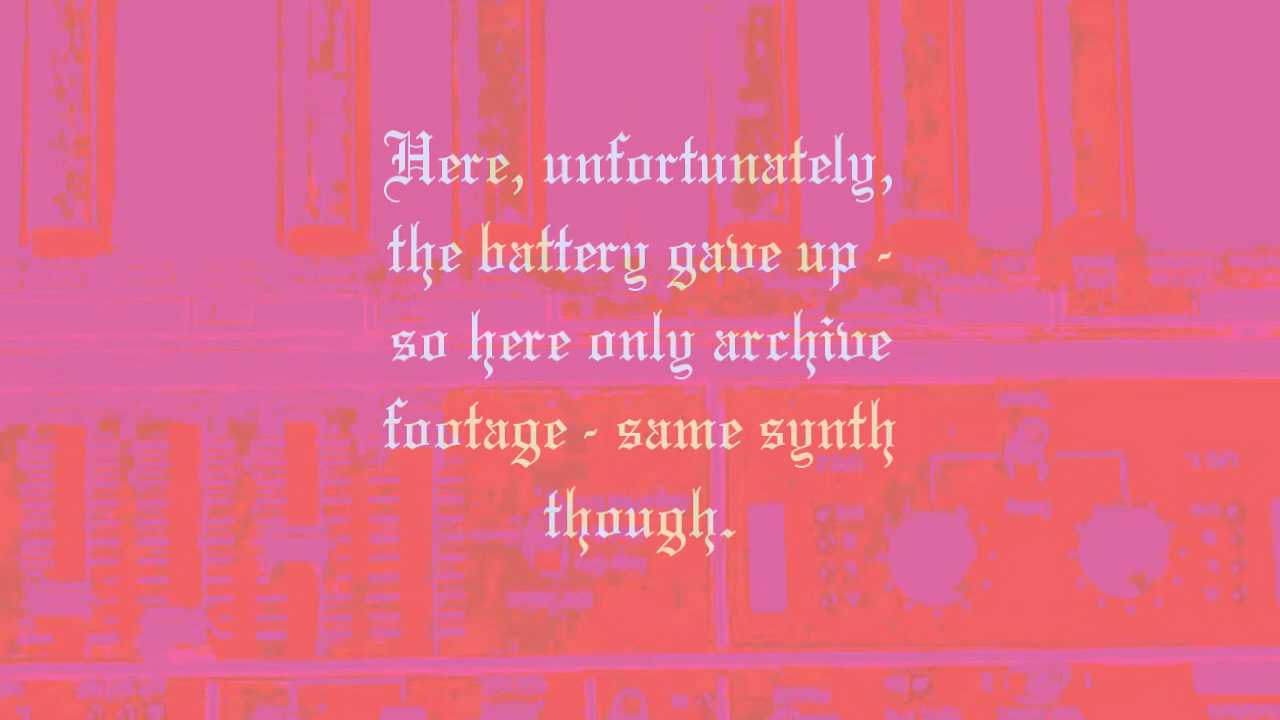 Here, unfortunately,
the battery gave up -
so here only archive
footage - same synth
though.